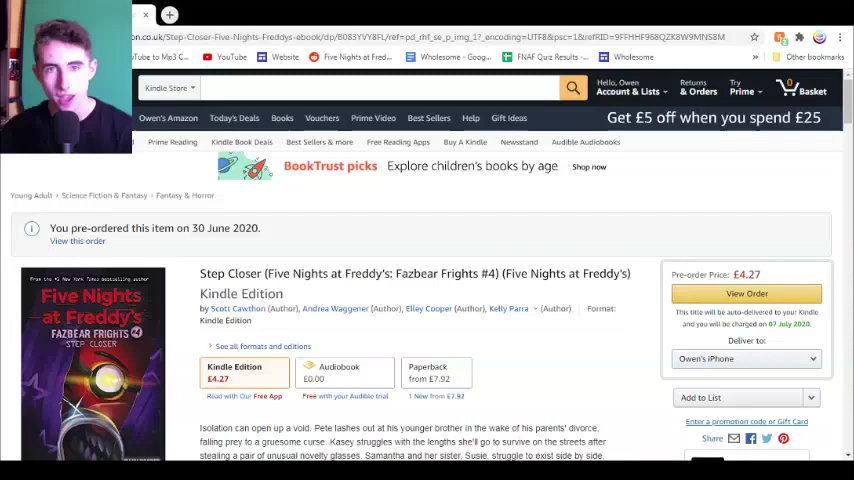 on.co.uk/Step-Closer-Five-Nights-Freddys-ebook/dp/B083YVY8FL/ref=pd_rhf_se_p_img_1?_encoding=UTF8&psc=1&refRID=9FFHHF968QZK8W9MNS8M
uTube to Mp3 C... YouTube Website Five Nights at Fred... Wholesome - Goog... FNAF Quiz Results -... Wholesome Other bookmarks
Kindle Store
Hello, Owen
Account & Lists
Returns
& Orders
Try
Prime
0
Basket
Owen's Amazon Today's Deals Books Vouchers Prime Video Best Sellers Help Gift Ideas Get £5 off when you spend £25
Prime Reading Kindle Book Deals Best Sellers & more Free Reading Apps Buy A Kindle Newsstand Audible Audiobooks
BookTrust picks Explore children's books by age Shop now
Young Adult › Science Fiction & Fantasy › Fantasy & Horror
You pre-ordered this item on 30 June 2020.
View this order
From the #1 New York Times bestselling author
Five Nights
at Freddy's
FAZBEAR FRIGHTS #4
STEP CLOSER
Step Closer (Five Nights at Freddy's: Fazbear Frights #4) (Five Nights at Freddy's)
Kindle Edition
by Scott Cawthon (Author), Andrea Waggener (Author), Elley Cooper (Author), Kelly Parra (Author) Format:
Kindle Edition
› See all formats and editions
Kindle Edition
£4.27
Audiobook
£0.00
Paperback
from £7.92
Read with Our Free App
Free with your Audible trial
1 New from £7.92
Isolation can open up a void. Pete lashes out at his younger brother in the wake of his parents' divorce,
falling prey to a gruesome curse. Kasey struggles with the lengths she'll go to survive on the streets after
stealing a pair of unusual novelty glasses. Samantha and her sister, Susie, struggle to exist side by side,
Pre-order Price: £4.27
View Order
This title will be auto-delivered to your Kindle
and you will be charged on 07 July 2020.
Deliver to:
Owen's iPhone
Add to List
Enter a promotion code or Gift Card
Share